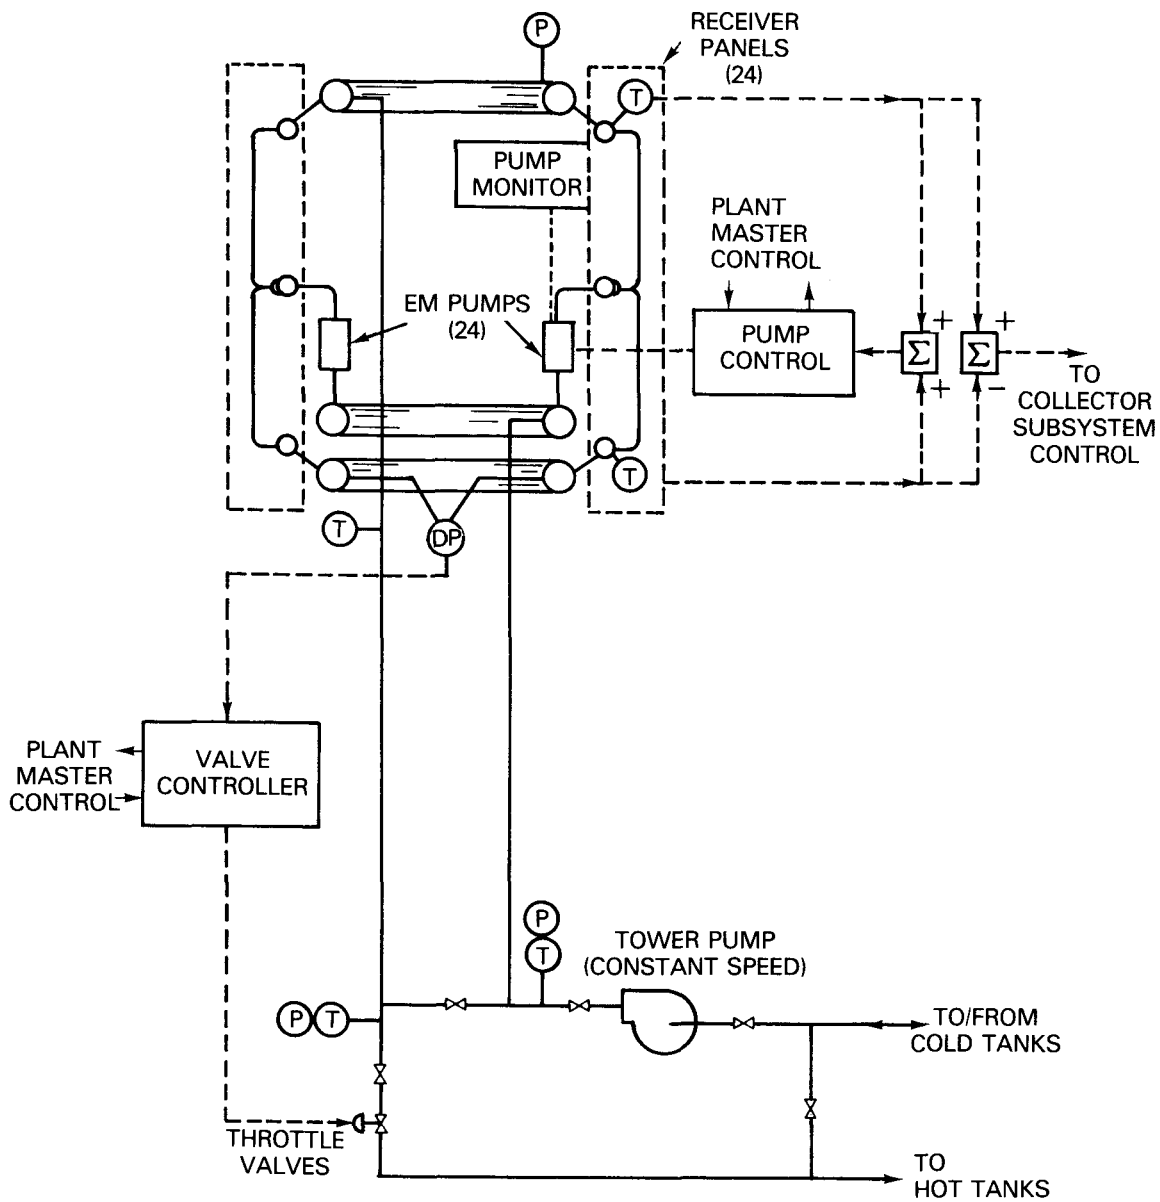 P
RECEIVER
PANELS
(24)
T
PUMP
MONITOR
PLANT
MASTER
CONTROL
EM PUMPS
(24)
PUMP
CONTROL
Σ
+
+
Σ
+
−
TO
COLLECTOR
SUBSYSTEM
CONTROL
T
T
DP
PLANT
MASTER
CONTROL
VALVE
CONTROLLER
P
T
TOWER PUMP
(CONSTANT SPEED)
P T
TO/FROM
COLD TANKS
THROTTLE
VALVES
TO
HOT TANKS